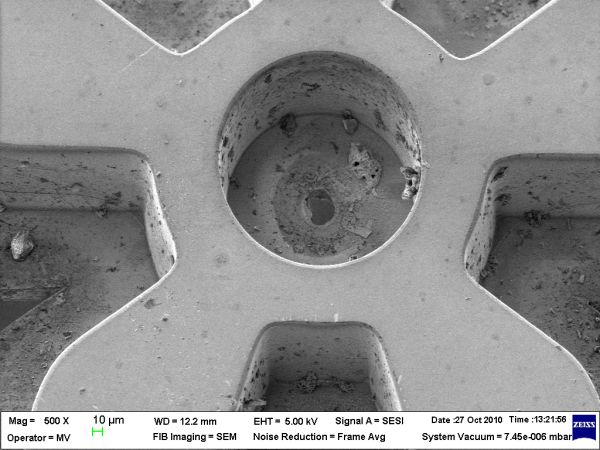 Mag = 500 X 10 µm WD = 12.2 mm EHT = 5.00 kV Signal A = SESI Date :27 Oct 2010 Time :13:21:56
Operator = MV FIB Imaging = SEM Noise Reduction = Frame Avg System Vacuum = 7.45e-006 mbar
ZEISS